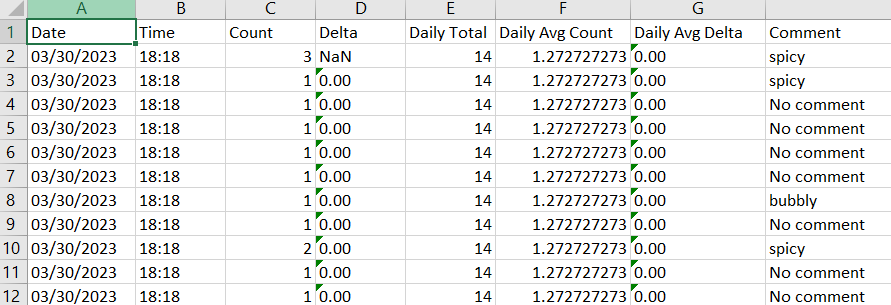 A B C D E F G
1 Date Time Count Delta Daily Total Daily Avg Count Daily Avg Delta Comment
2 03/30/2023 18:18 3 NaN 14 1.272727273 0.00 spicy
3 03/30/2023 18:18 1 0.00 14 1.272727273 0.00 spicy
4 03/30/2023 18:18 1 0.00 14 1.272727273 0.00 No comment
5 03/30/2023 18:18 1 0.00 14 1.272727273 0.00 No comment
6 03/30/2023 18:18 1 0.00 14 1.272727273 0.00 No comment
7 03/30/2023 18:18 1 0.00 14 1.272727273 0.00 No comment
8 03/30/2023 18:18 1 0.00 14 1.272727273 0.00 bubbly
9 03/30/2023 18:18 1 0.00 14 1.272727273 0.00 No comment
10 03/30/2023 18:18 2 0.00 14 1.272727273 0.00 spicy
11 03/30/2023 18:18 1 0.00 14 1.272727273 0.00 No comment
12 03/30/2023 18:18 1 0.00 14 1.272727273 0.00 No comment